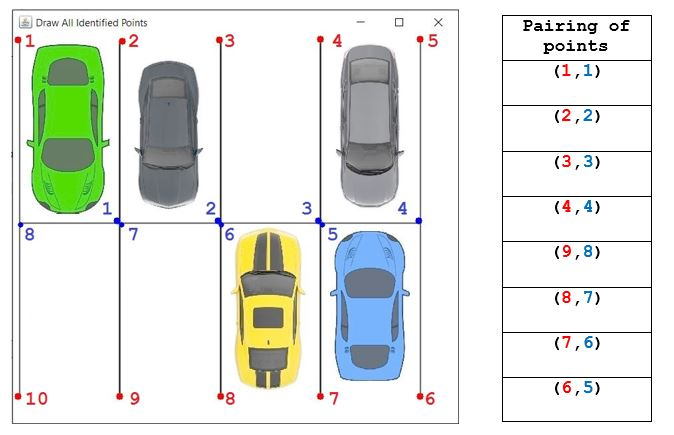 Draw All Identified Points
1 2 3 4 5
1 2 3 4
8 7 6 5
10 9 8 7 6
Pairing of
points
(1,1)
(2,2)
(3,3)
(4,4)
(9,8)
(8,7)
(7,6)
(6,5)